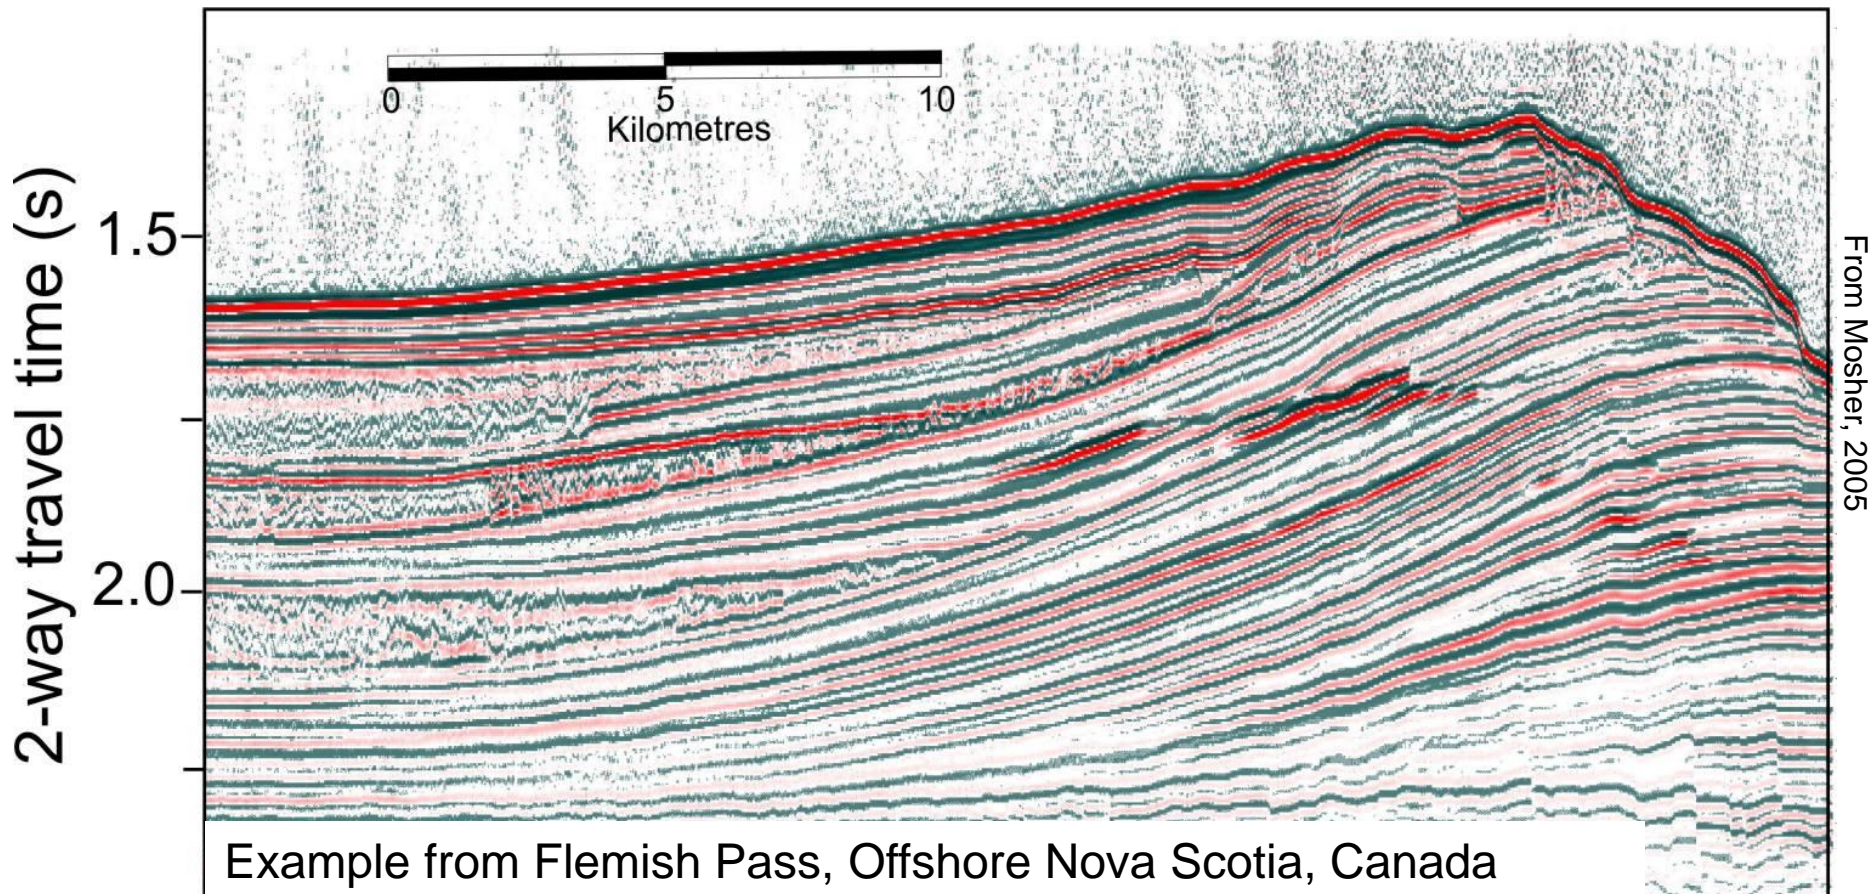 0 5 10
Kilometres
2-way travel time (s)
1.5
2.0
From Mosher, 2005
Example from Flemish Pass, Offshore Nova Scotia, Canada